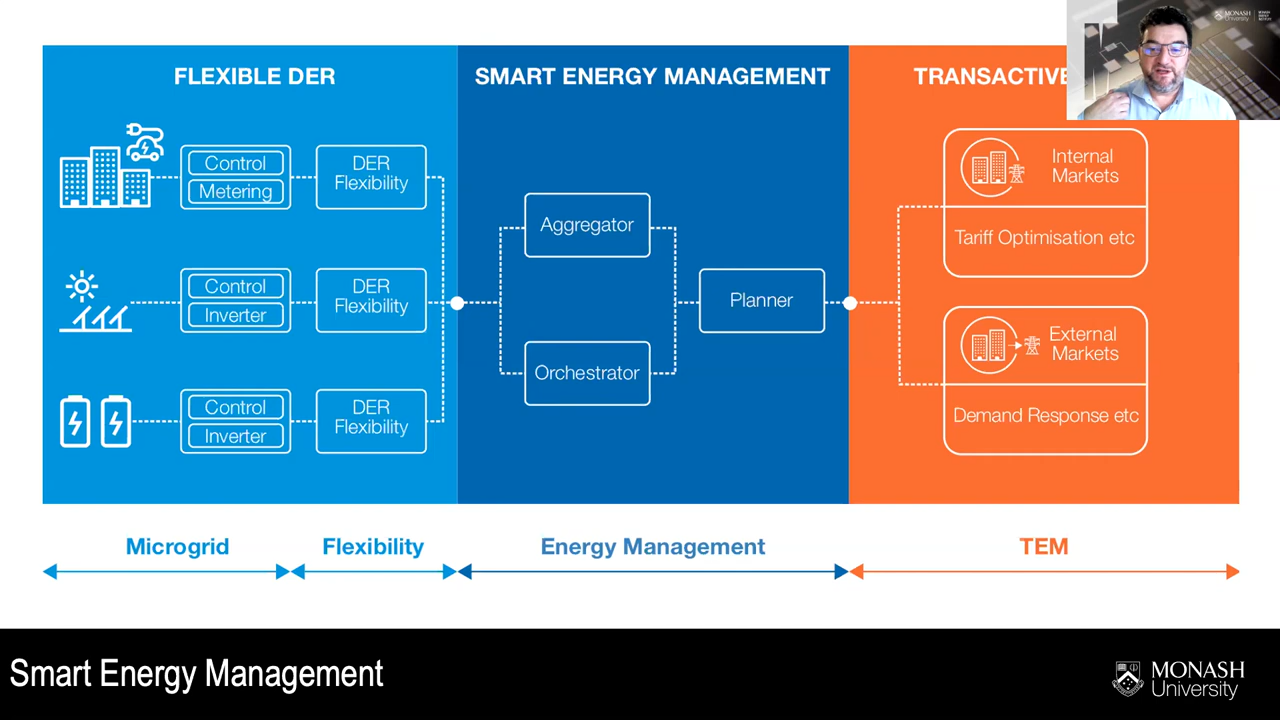 FLEXIBLE DER
SMART ENERGY MANAGEMENT
TRANSACTIVE
MONASH
University
Control
Metering
DER
Flexibility
Control
Inverter
DER
Flexibility
Control
Inverter
DER
Flexibility
Aggregator
Orchestrator
Planner
Internal
Markets
Tariff Optimisation etc
External
Markets
Demand Response etc
Microgrid
Flexibility
Energy Management
TEM
Smart Energy Management
MONASH
University